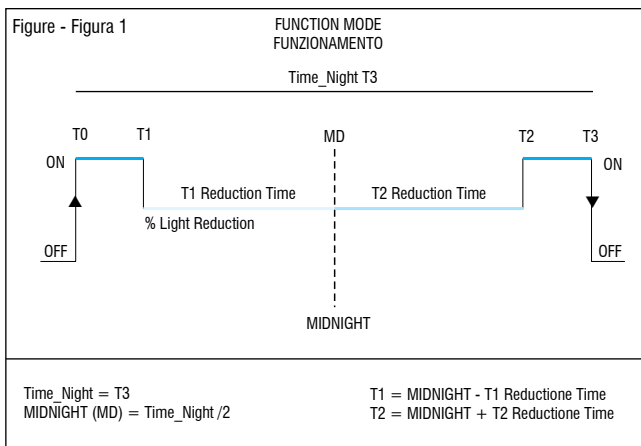 Figure - Figura 1
FUNCTION MODE
FUNZIONAMENTO
Time_Night T3
T0 T1 MD T2 T3
ON ON
T1 Reduction Time T2 Reduction Time
% Light Reduction
OFF OFF
MIDNIGHT
Time_Night = T3
MIDNIGHT (MD) = Time_Night /2
T1 = MIDNIGHT - T1 Reductione Time
T2 = MIDNIGHT + T2 Reductione Time